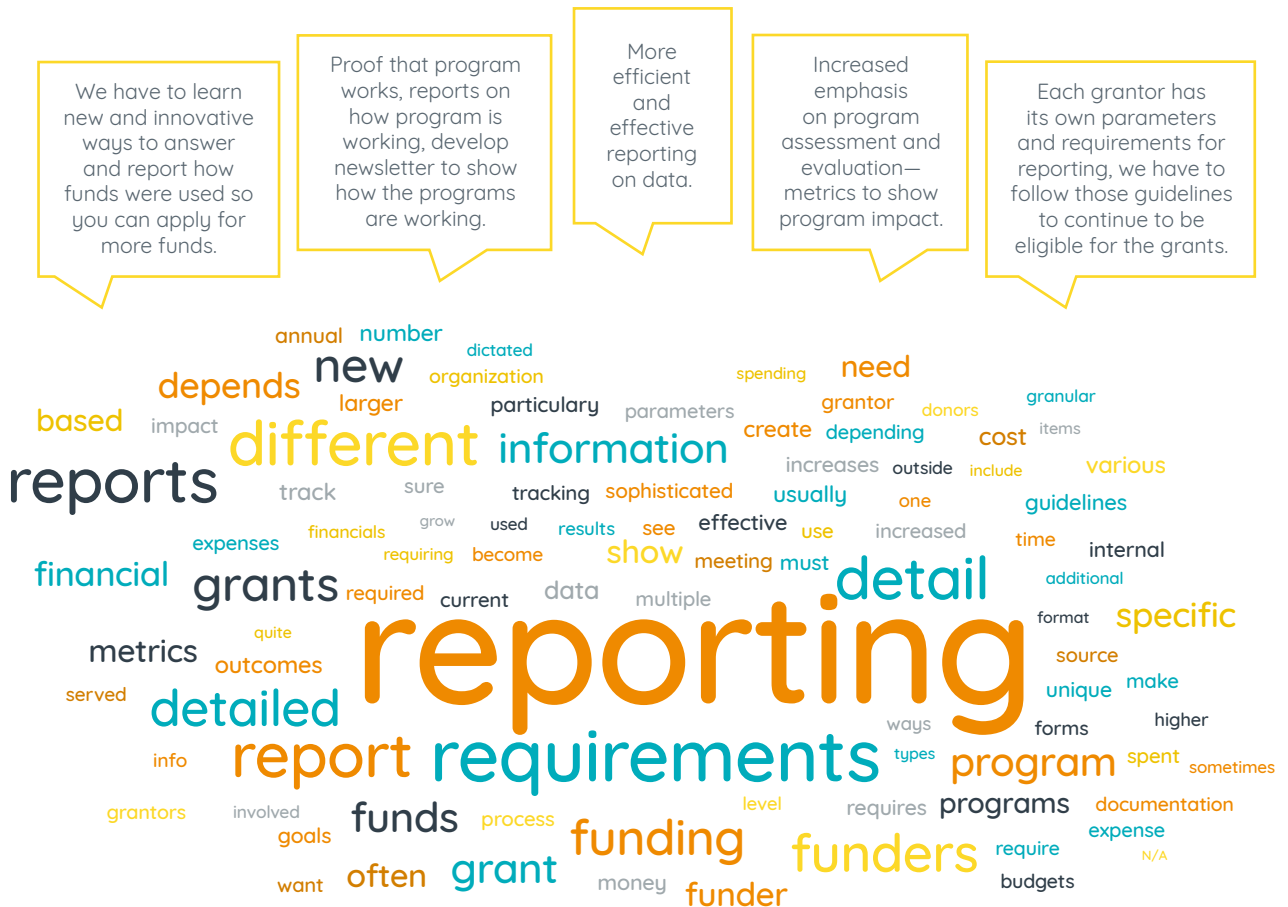 We have to learn
new and innovative
ways to answer
and report how
funds were used so
you can apply for
more funds.
Proof that program
works, reports on
how program is
working, develop
newsletter to show
how the programs
are working.
More
efficient
and
effective
reporting
on data.
Increased
emphasis
on program
assessment and
evaluation—
metrics to show
program impact.
Each grantor has
its own parameters
and requirements for
reporting, we have to
follow those guidelines
to continue to be
eligible for the grants.
annual number
dictated
new
depends
organization
spending
need
larger
particulary
parameters
grantor
donors
granular
based
impact
different
information
create
depending
cost
items
reports
track
sure
tracking
sophisticated
increases
outside
include
various
usually
one
guidelines
expenses
financials
grow
used
results
see
effective
use
increased
time
internal
requiring
become
show
meeting
must
financial
grants
required
current
data
multiple
detail
additional
reporting
format
specific
metrics
quite
outcomes
source
unique
make
served
detailed
ways
forms
higher
info
report
requirements
types
program
spent
sometimes
grantors
involved
funds
process
level
requires
programs
documentation
goals
funding
funders
expense
require
N/A
want
often
grant
money
funder
budgets